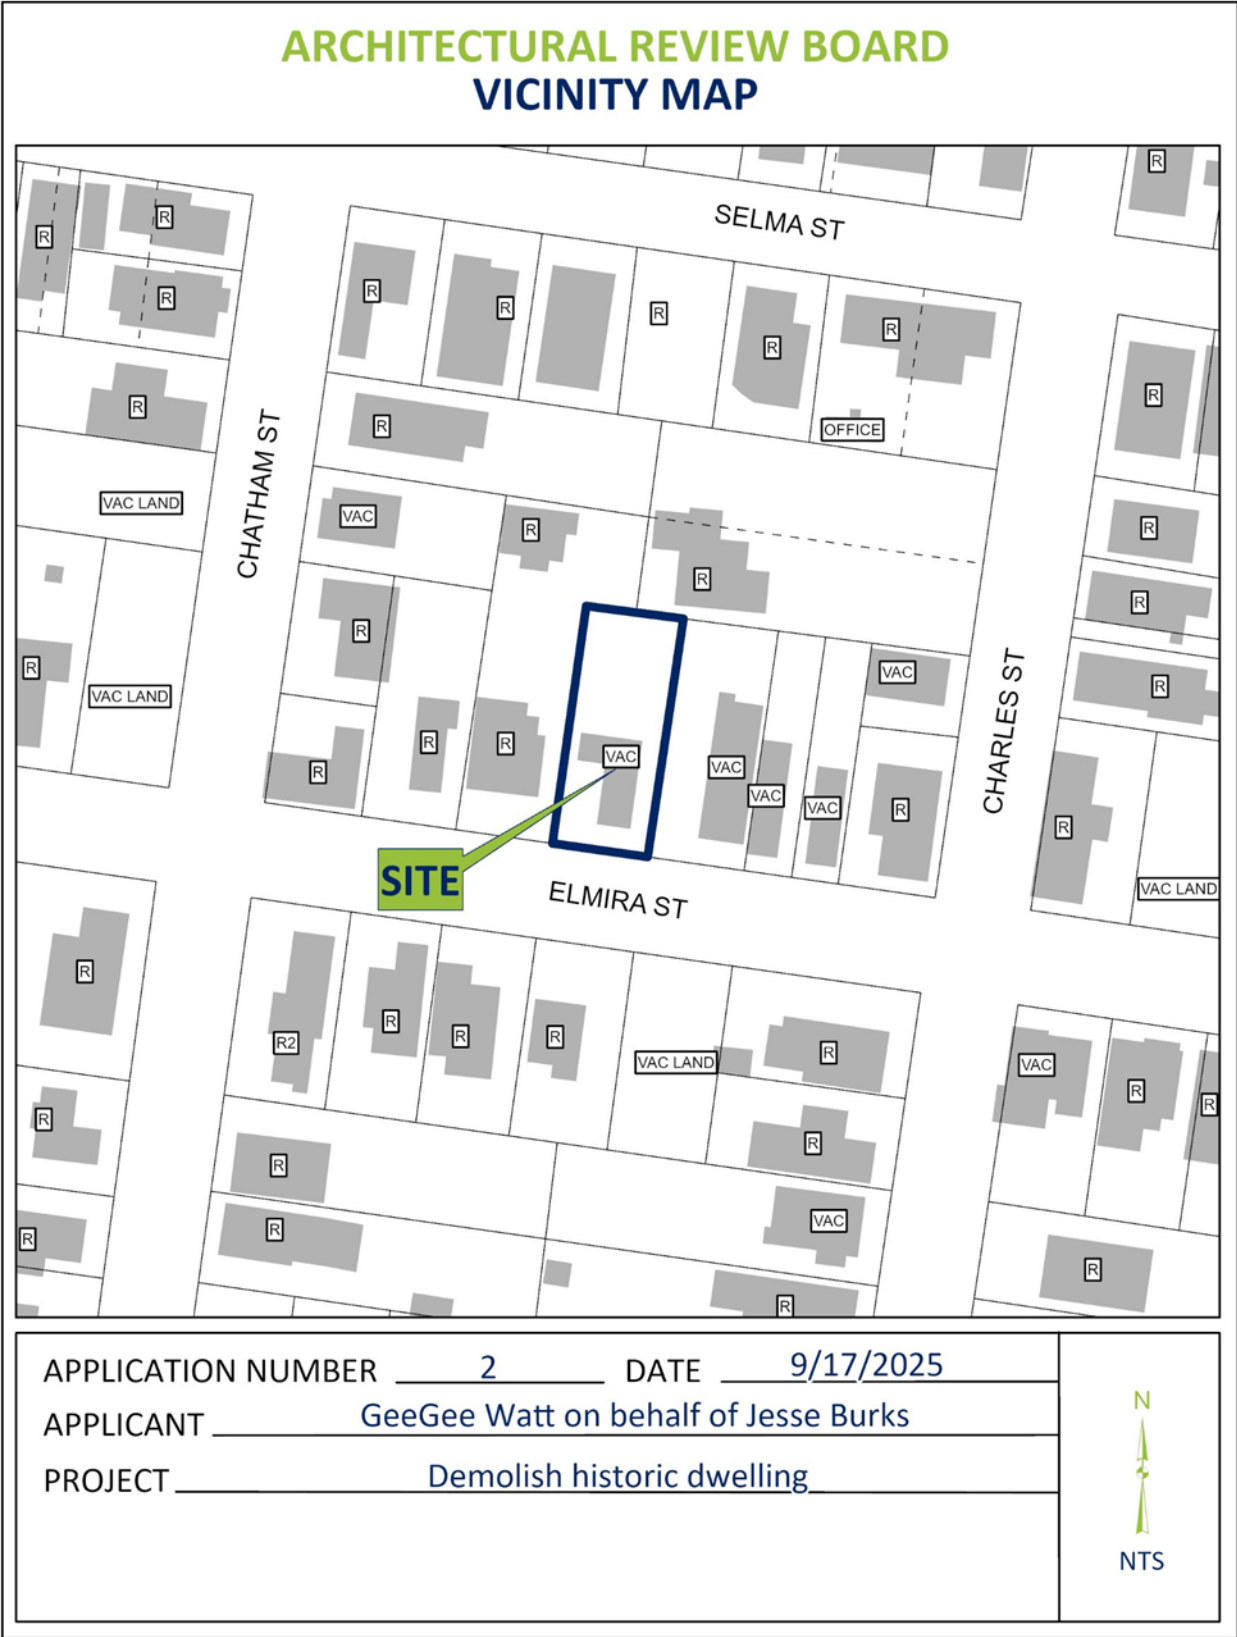 ARCHITECTURAL REVIEW BOARD
VICINITY MAP
R
R
R
SELMA ST
R
R
R
R
R
R
R
R
R
R
OFFICE
CHATHAM ST
VAC LAND
VAC
R
R
R
R
R
VAC
CHARLES ST
R
R
VAC LAND
R
R
R
R
VAC
VAC
VAC
VAC
R
R
VAC LAND
SITE
ELMIRA ST
R
R2
R
R
R
VAC LAND
R
VAC
R
R
R
R
R
R
R
VAC
R
R
R
APPLICATION NUMBER 2 DATE 9/17/2025
APPLICANT GeeGee Watt on behalf of Jesse Burks
PROJECT Demolish historic dwelling
N
NTS